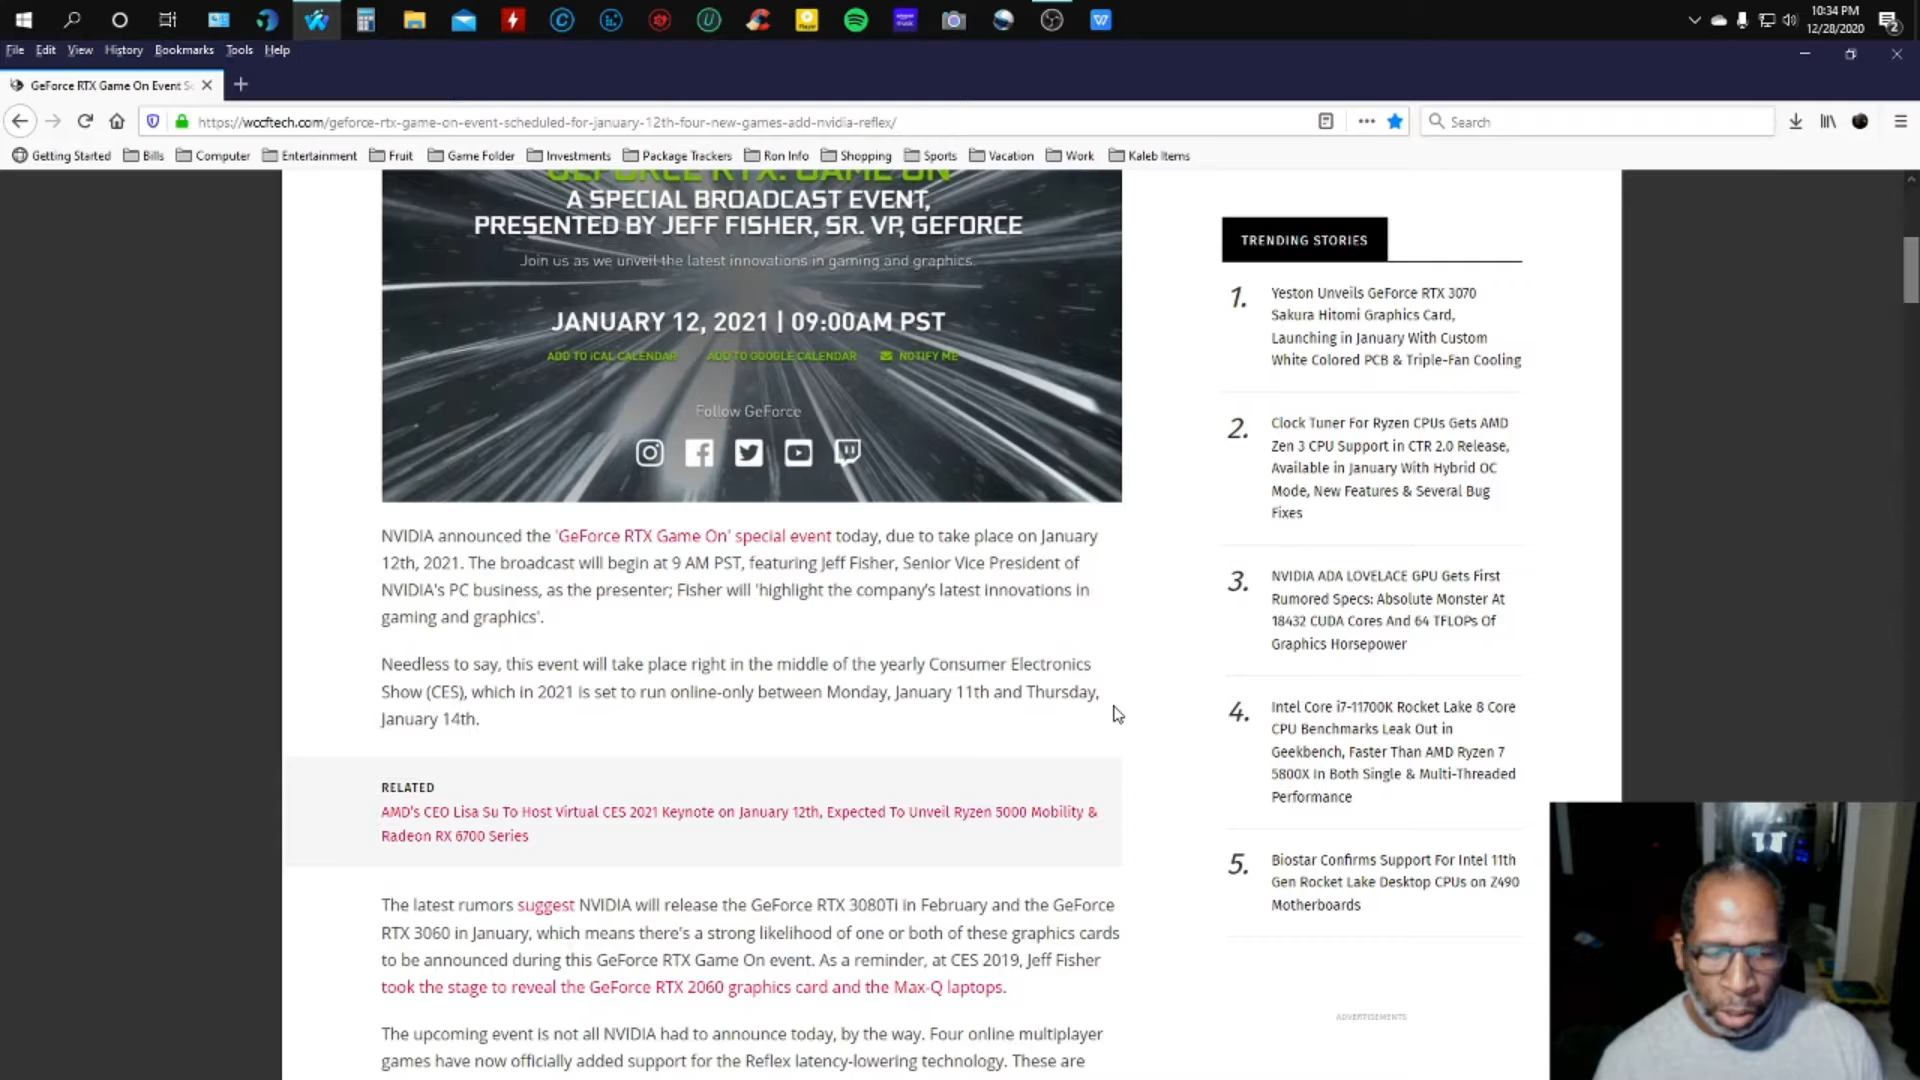 10:34 PM
12/28/2020
2
File Edit View History Bookmarks Tools Help
GeForce RTX Game On Event Sc
https://wccftech.com/geforce-rtx-game-on-event-scheduled-for-january-12th-four-new-games-add-nvidia-reflex/
Search
Getting Started Bills Computer Entertainment Fruit Game Folder Investments Package Trackers Ron Info Shopping Sports Vacation Work Kaleb Items
GEFORCE RTX: GAME ON
A SPECIAL BROADCAST EVENT,
PRESENTED BY JEFF FISHER, SR. VP, GEFORCE
Join us as we unveil the latest innovations in gaming and graphics.
JANUARY 12, 2021 | 09:00AM PST
ADD TO iCAL CALENDAR ADD TO GOOGLE CALENDAR NOTIFY ME
Follow GeForce
NVIDIA announced the 'GeForce RTX Game On' special event today, due to take place on January
12th, 2021. The broadcast will begin at 9 AM PST, featuring Jeff Fisher, Senior Vice President of
NVIDIA's PC business, as the presenter; Fisher will 'highlight the company's latest innovations in
gaming and graphics'.
Needless to say, this event will take place right in the middle of the yearly Consumer Electronics
Show (CES), which in 2021 is set to run online-only between Monday, January 11th and Thursday,
January 14th.
RELATED
AMD's CEO Lisa Su To Host Virtual CES 2021 Keynote on January 12th, Expected To Unveil Ryzen 5000 Mobility &
Radeon RX 6700 Series
The latest rumors suggest NVIDIA will release the GeForce RTX 3080Ti in February and the GeForce
RTX 3060 in January, which means there's a strong likelihood of one or both of these graphics cards
to be announced during this GeForce RTX Game On event. As a reminder, at CES 2019, Jeff Fisher
took the stage to reveal the GeForce RTX 2060 graphics card and the Max-Q laptops.
The upcoming event is not all NVIDIA had to announce today, by the way. Four online multiplayer
games have now officially added support for the Reflex latency-lowering technology. These are
TRENDING STORIES
1. Yeston Unveils GeForce RTX 3070
Sakura Hitomi Graphics Card,
Launching in January With Custom
White Colored PCB & Triple-Fan Cooling
2. Clock Tuner For Ryzen CPUs Gets AMD
Zen 3 CPU Support in CTR 2.0 Release,
Available in January With Hybrid OC
Mode, New Features & Several Bug
Fixes
3. NVIDIA ADA LOVELACE GPU Gets First
Rumored Specs: Absolute Monster At
18432 CUDA Cores And 64 TFLOPs Of
Graphics Horsepower
4. Intel Core i7-11700K Rocket Lake 8 Core
CPU Benchmarks Leak Out in
Geekbench, Faster Than AMD Ryzen 7
5800X In Both Single & Multi-Threaded
Performance
5. Biostar Confirms Support For Intel 11th
Gen Rocket Lake Desktop CPUs on Z490
Motherboards
ADVERTISEMENTS